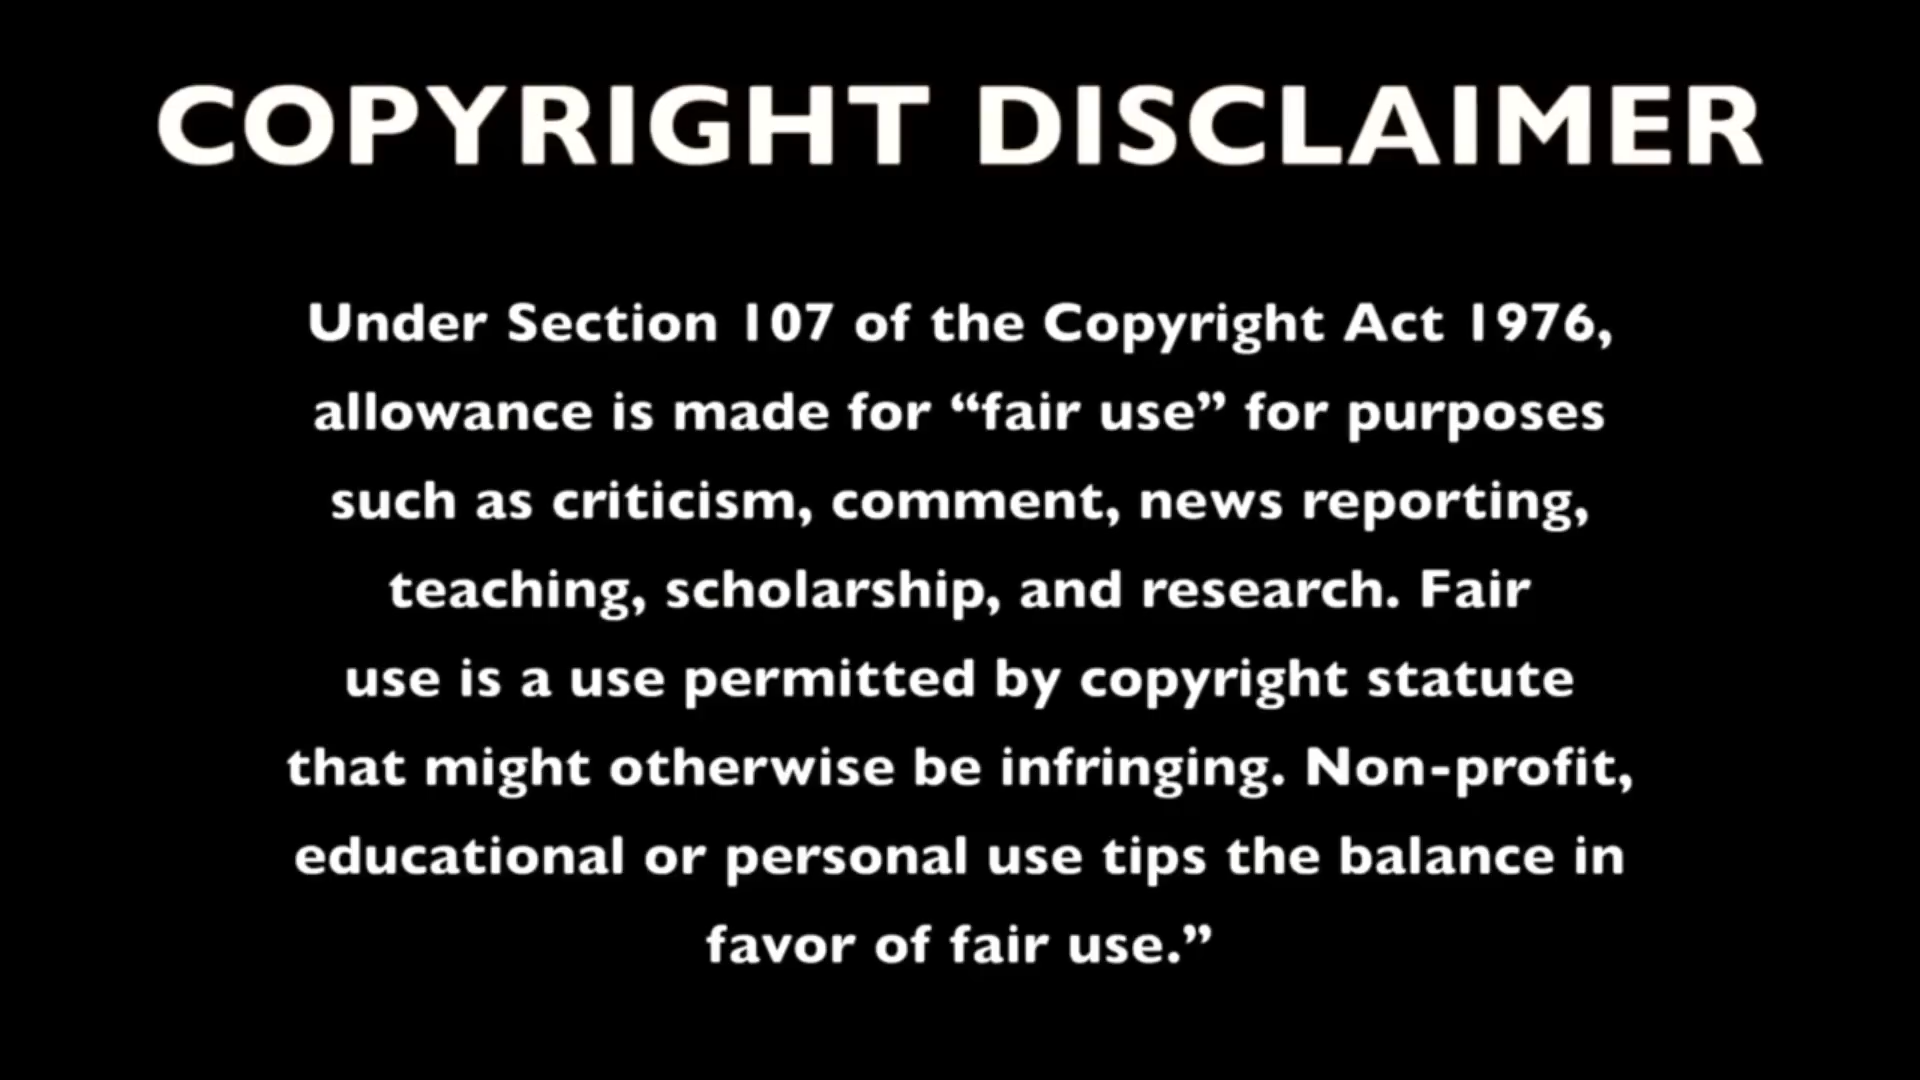 COPYRIGHT DISCLAIMER
Under Section 107 of the Copyright Act 1976,
allowance is made for “fair use” for purposes
such as criticism, comment, news reporting,
teaching, scholarship, and research. Fair
use is a use permitted by copyright statute
that might otherwise be infringing. Non-profit,
educational or personal use tips the balance in
favor of fair use.”